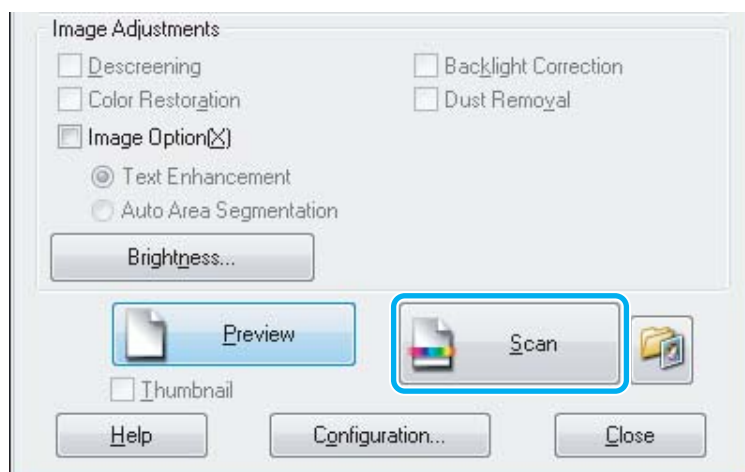 Image Adjustments
Descreening
Backlight Correction
Color Restoration
Dust Removal
Image Option(X)
Text Enhancement
Auto Area Segmentation
Brightness...
Preview
Scan
Thumbnail
Help
Configuration...
Close